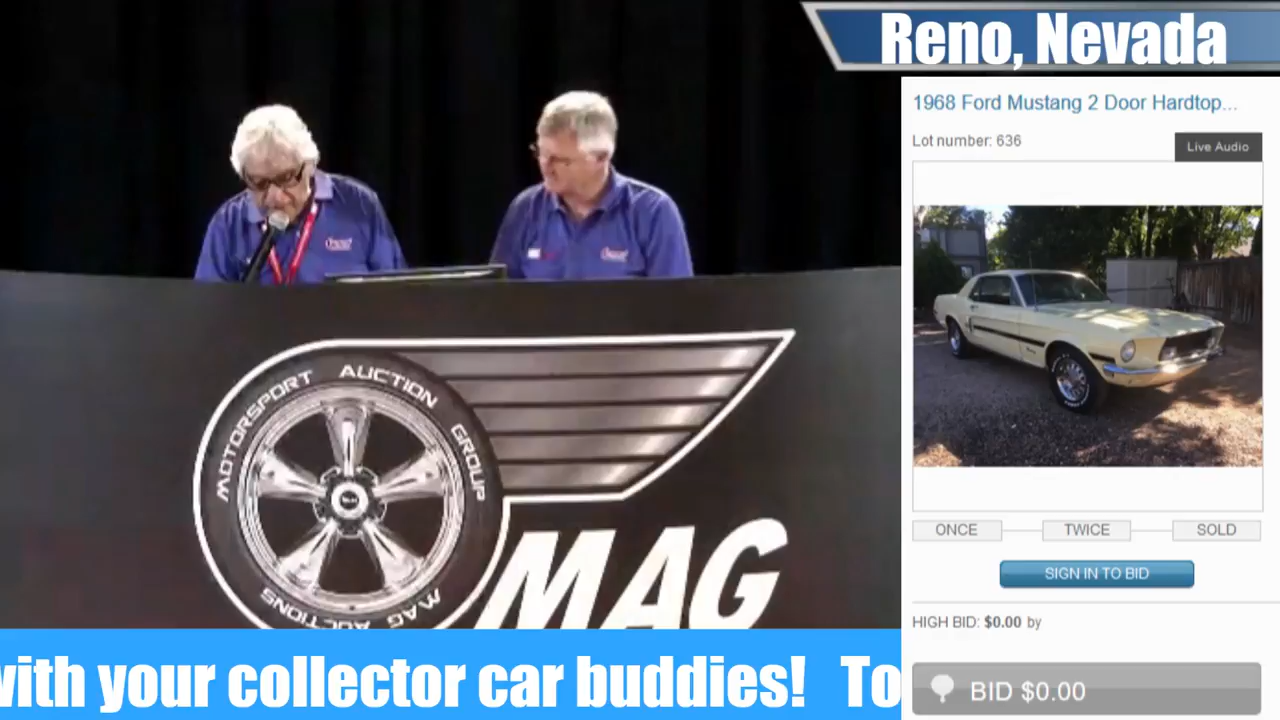 Reno, Nevada
1968 Ford Mustang 2 Door Hardtop...
Lot number: 636
Live Audio
MOTORSPORT AUCTION GROUP
MAG AUCTIONS
MAG
ONCE
TWICE
SOLD
SIGN IN TO BID
HIGH BID: $0.00 by
BID $0.00
with your collector car buddies! To